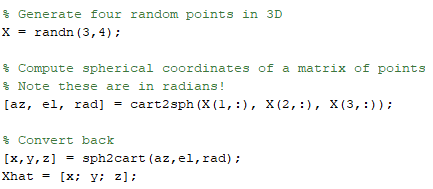 % Generate four random points in 3D
X = randn(3,4);
% Compute spherical coordinates of a matrix of points
% Note these are in radians!
[az, el, rad] = cart2sph(X(1,:), X(2,:), X(3,:));
% Convert back
[x,y,z] = sph2cart(az,el,rad);
Xhat = [x; y; z];